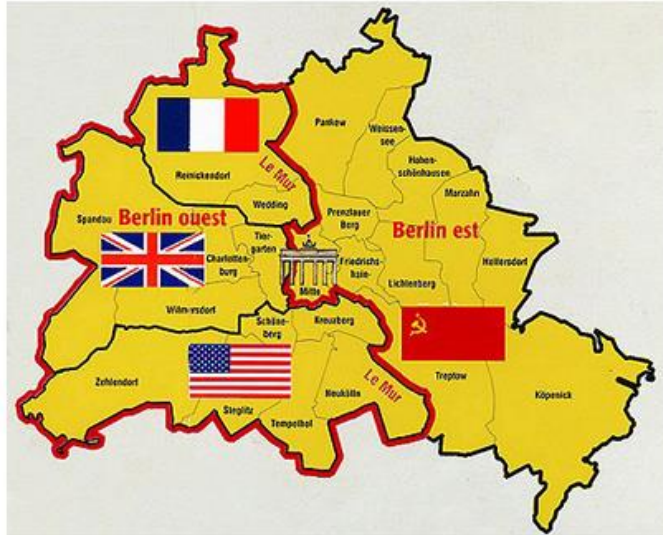 Pankow
Weissen-
see
Hohen-
schönhausen
Reinickendorf
Le Mur
Marzahn
Wedding
Prenzlauer
Berg
Spandau
Berlin ouest
Berlin est
Tier-
garten
Charlotten-
burg
Friedrichs-
hain
Hellersdorf
Lichtenberg
Mitte
Wilmersdorf
Schöne-
berg
Kreuzberg
Zehlendorf
Le Mur
Treptow
Neukölln
Köpenick
Steglitz
Tempelhof